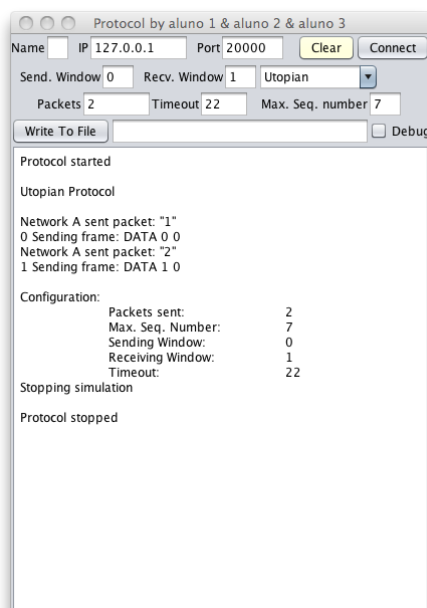 Protocol by aluno 1 & aluno 2 & aluno 3
Name IP 127.0.0.1 Port 20000 Clear Connect
Send. Window 0 Recv. Window 1 Utopian
Packets 2 Timeout 22 Max. Seq. number 7
Write To File Debug
Protocol started
Utopian Protocol
Network A sent packet: "1"
0 Sending frame: DATA 0 0
Network A sent packet: "2"
1 Sending frame: DATA 1 0
Configuration:
Packets sent: 2
Max. Seq. Number: 7
Sending Window: 0
Receiving Window: 1
Timeout: 22
Stopping simulation
Protocol stopped